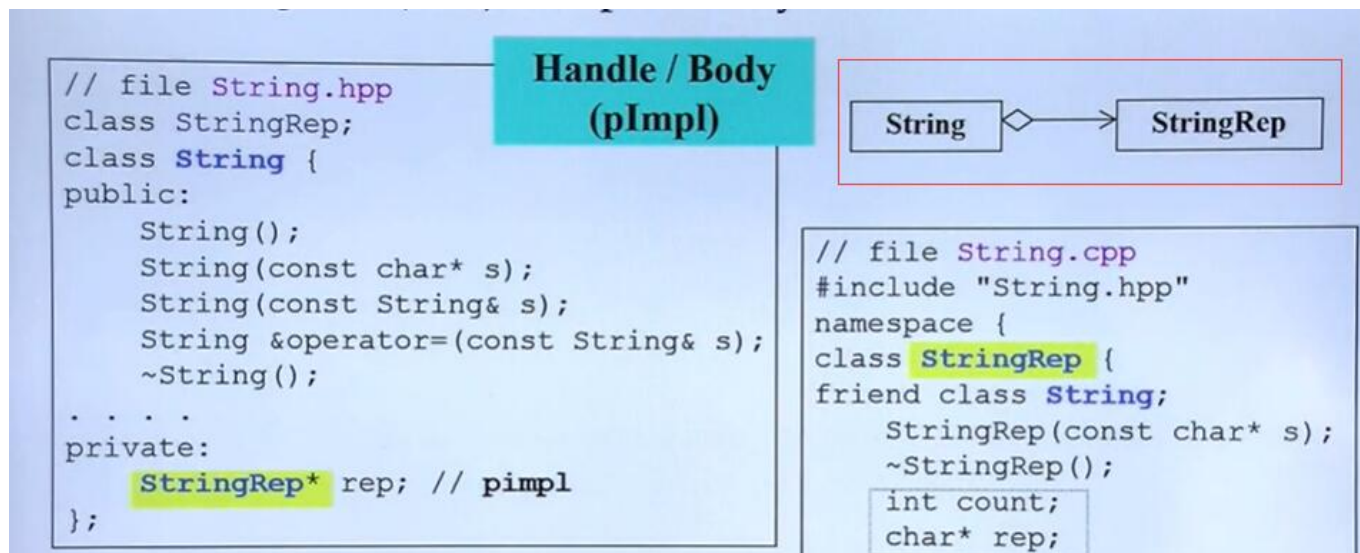 // file String.hpp
class StringRep;
class String {
public:
String();
String(const char* s);
String(const String& s);
String &operator=(const String& s);
~String();
. . . .
private:
StringRep* rep; // pimpl
};
Handle / Body
(pImpl)
String
StringRep
// file String.cpp
#include "String.hpp"
namespace {
class StringRep {
friend class String;
StringRep(const char* s);
~StringRep();
int count;
char* rep;